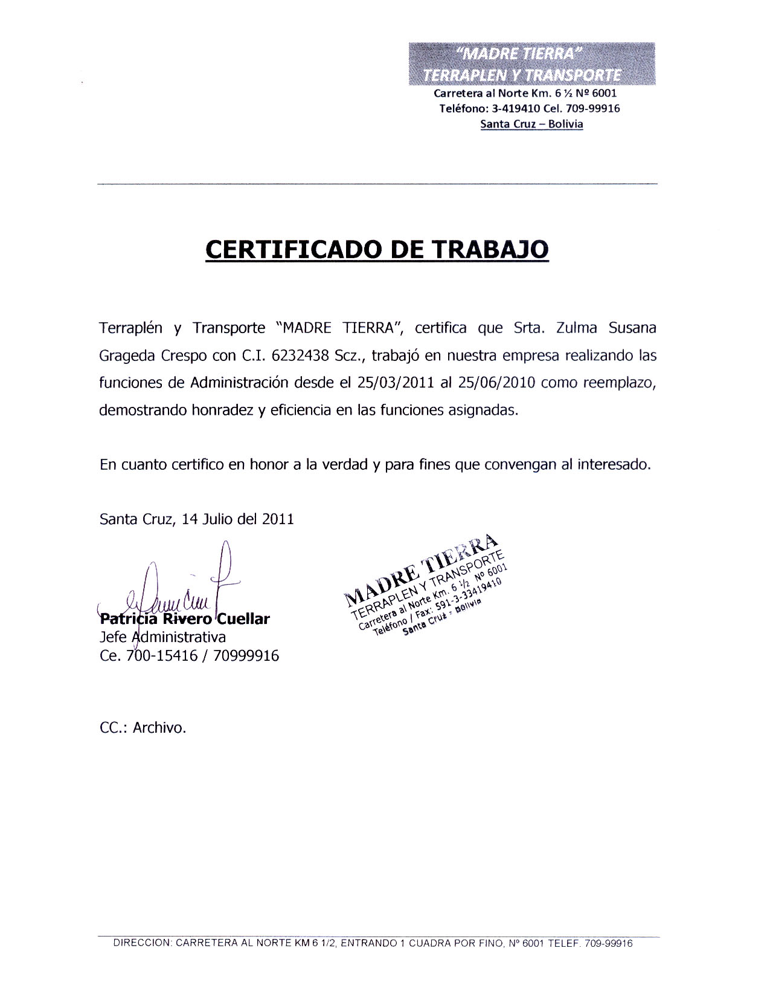 “MADRE TIERRA”
TERRAPLEN Y TRANSPORTE
Carretera al Norte Km. 6 ½ Nº 6001
Teléfono: 3-419410 Cel. 709-99916
Santa Cruz – Bolivia
CERTIFICADO DE TRABAJO
Terraplén y Transporte “MADRE TIERRA”, certifica que Srta. Zulma Susana
Grageda Crespo con C.I. 6232438 Scz., trabajó en nuestra empresa realizando las
funciones de Administración desde el 25/03/2011 al 25/06/2010 como reemplazo,
demostrando honradez y eficiencia en las funciones asignadas.
En cuanto certifico en honor a la verdad y para fines que convengan al interesado.
Santa Cruz, 14 Julio del 2011
Patricia Rivero Cuellar
Jefe Administrativa
Ce. 700-15416 / 70999916
MADRE TIERRA
TERRAPLEN Y TRANSPORTE
Carretera al Norte Km. 6 1/2 Nº 6001
Teléfono / Fax: 591-3-33419410
Santa Cruz - Bolivia
CC.: Archivo.
DIRECCION: CARRETERA AL NORTE KM 6 1/2, ENTRANDO 1 CUADRA POR FINO, Nº 6001 TELEF. 709-99916